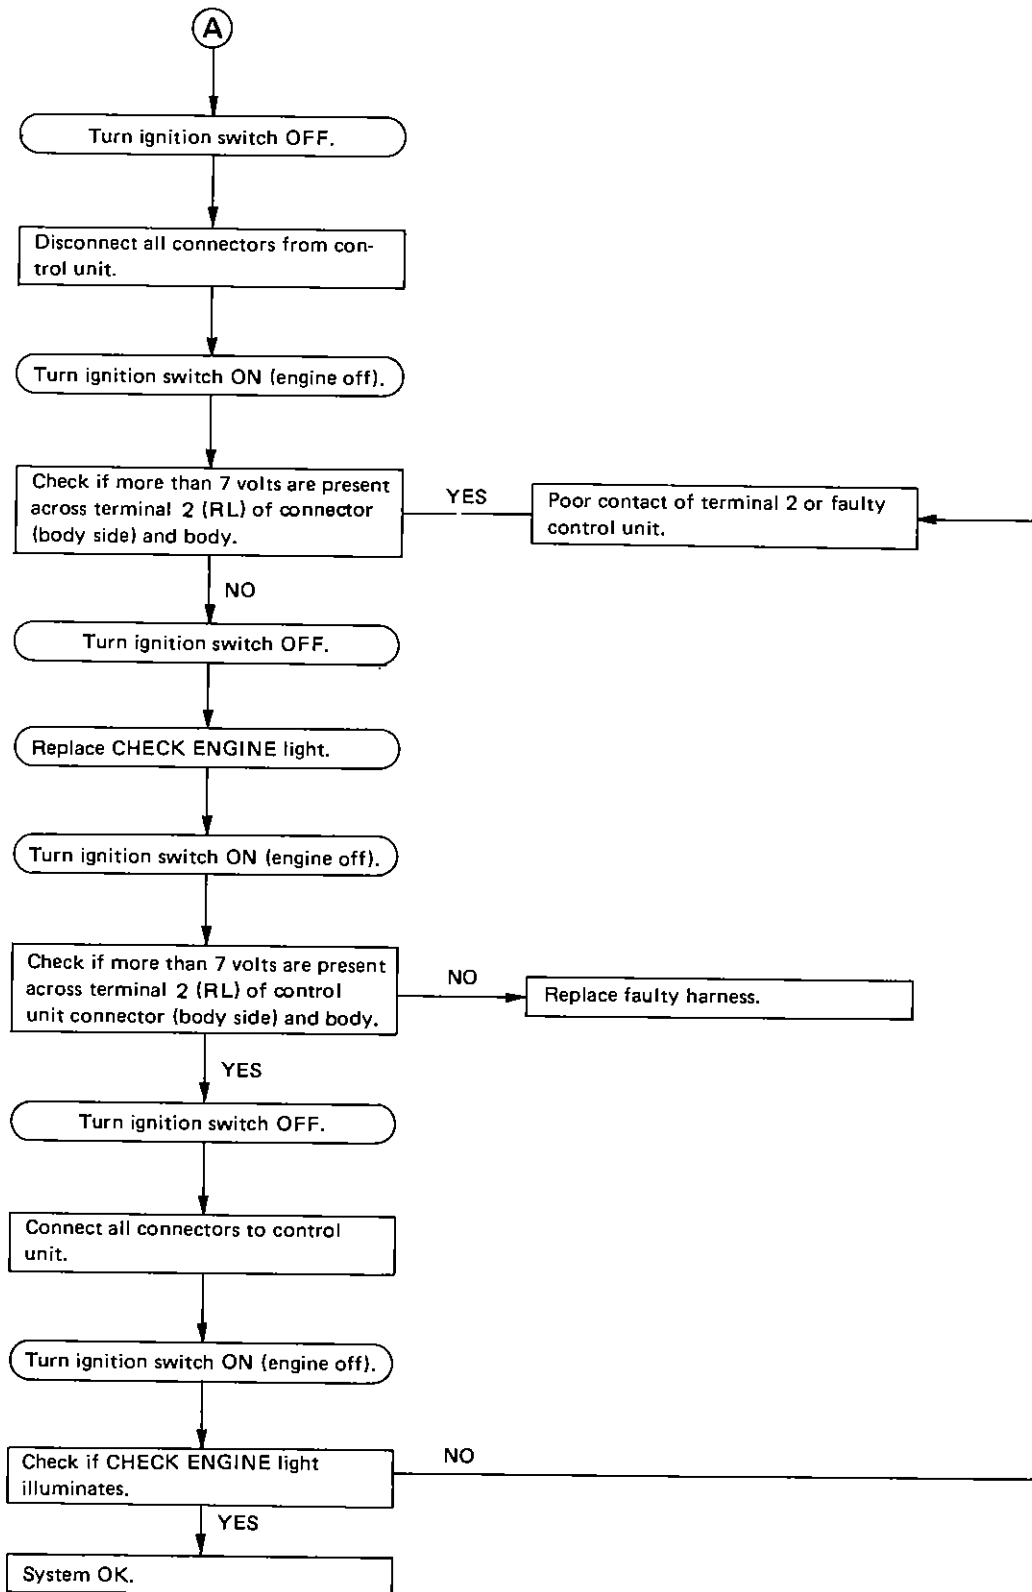 A
Turn ignition switch OFF.
Disconnect all connectors from con-
trol unit.
Turn ignition switch ON (engine off).
Check if more than 7 volts are present
across terminal 2 (RL) of connector
(body side) and body.
YES
Poor contact of terminal 2 or faulty
control unit.
NO
Turn ignition switch OFF.
Replace CHECK ENGINE light.
Turn ignition switch ON (engine off).
Check if more than 7 volts are present
across terminal 2 (RL) of control
unit connector (body side) and body.
NO
Replace faulty harness.
YES
Turn ignition switch OFF.
Connect all connectors to control
unit.
Turn ignition switch ON (engine off).
Check if CHECK ENGINE light
illuminates.
NO
YES
System OK.